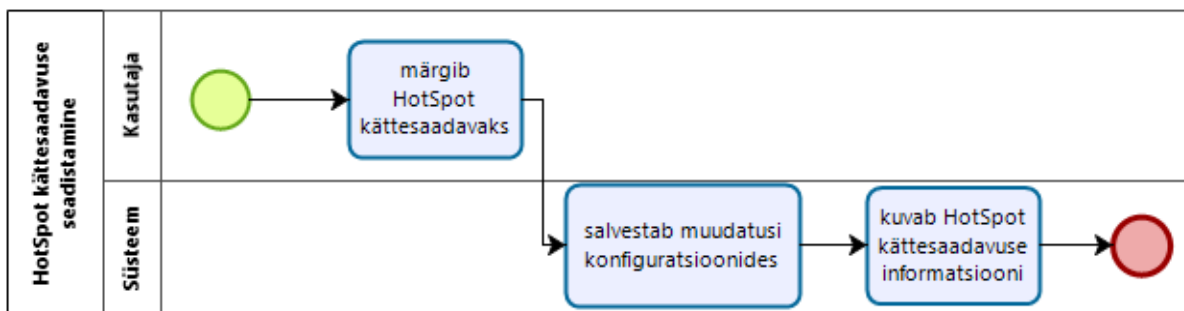 HotSpot kättesaadavuse
seadistamine
Kasutaja
märgib
HotSpot
kättesaadavaks
Süsteem
salvestab muudatusi
konfiguratsioonides
kuvab HotSpot
kättesaadavuse
informatsiooni